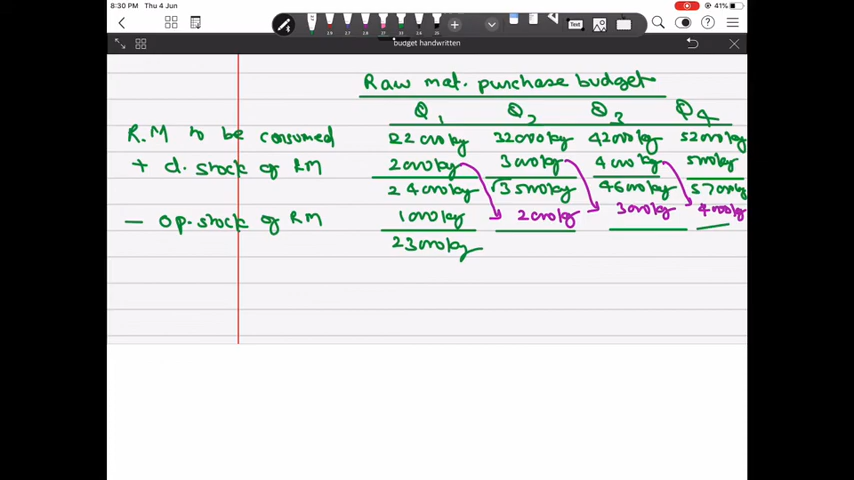 8:30 PM Thu 4 Jun
41%
Text
budget handwritten
Raw mat. purchase budget
Q1 Q2 Q3 Q4
R.M to be consumed 22000kg 32000kg 42000kg 52000kg
+ cl. stock of RM 2000kg 3000kg 4000kg 5000kg
24000kg 35000kg 46000kg 57000kg
- op. stock of RM 1000kg 2000kg 3000kg 4000kg
23000kg